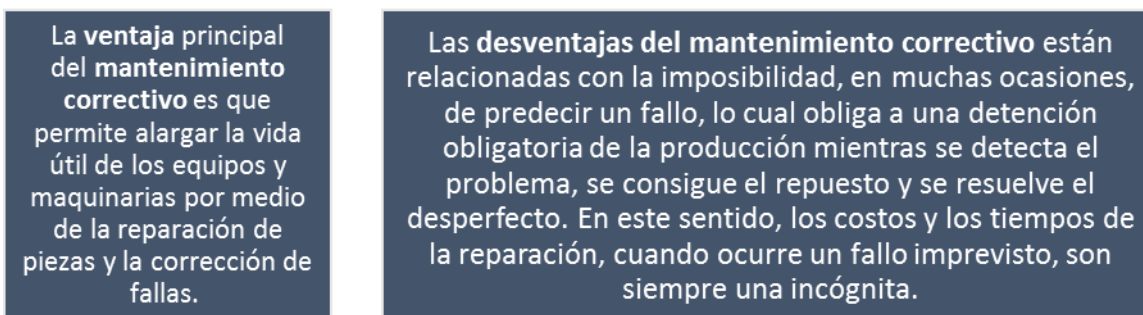 La ventaja principal
del mantenimiento
correctivo es que
permite alargar la vida
útil de los equipos y
maquinarias por medio
de la reparación de
piezas y la corrección de
fallas.
Las desventajas del mantenimiento correctivo están
relacionadas con la imposibilidad, en muchas ocasiones,
de predecir un fallo, lo cual obliga a una detención
obligatoria de la producción mientras se detecta el
problema, se consigue el repuesto y se resuelve el
desperfecto. En este sentido, los costos y los tiempos de
la reparación, cuando ocurre un fallo imprevisto, son
siempre una incógnita.